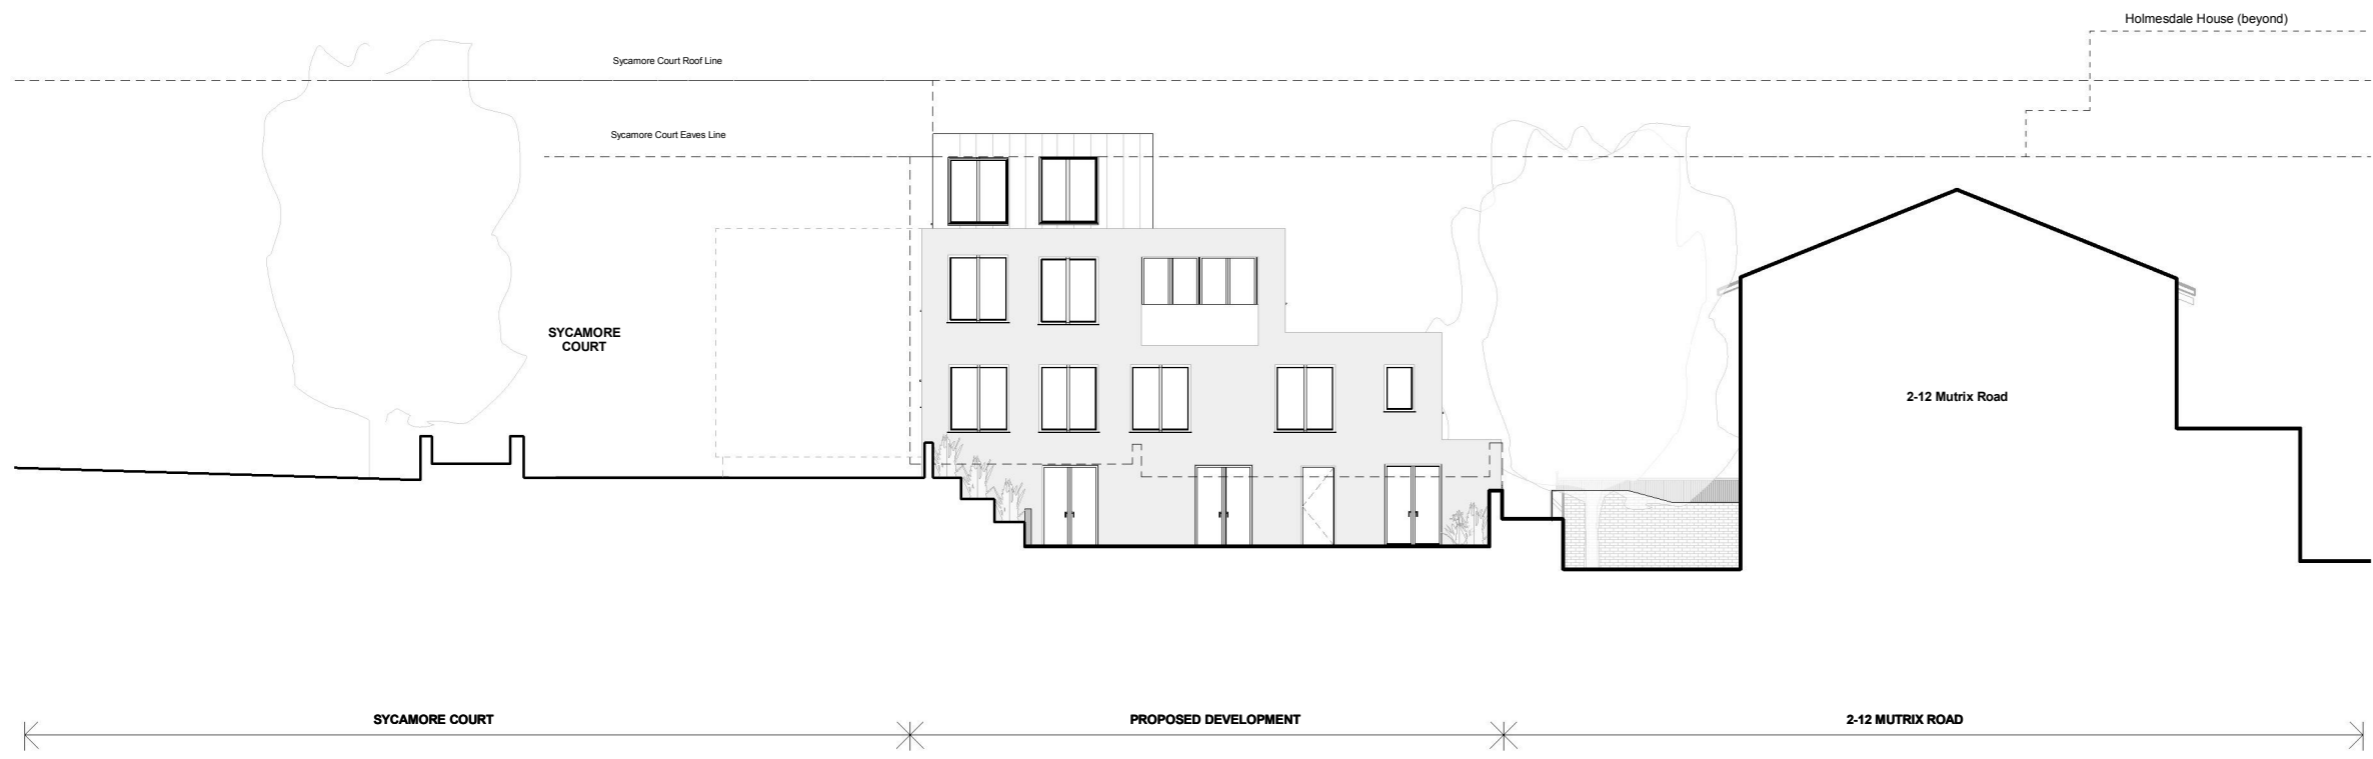 Holmesdale House (beyond)
Sycamore Court Roof Line
Sycamore Court Eaves Line
SYCAMORE
COURT
2-12 Mutrix Road
SYCAMORE COURT
PROPOSED DEVELOPMENT
2-12 MUTRIX ROAD